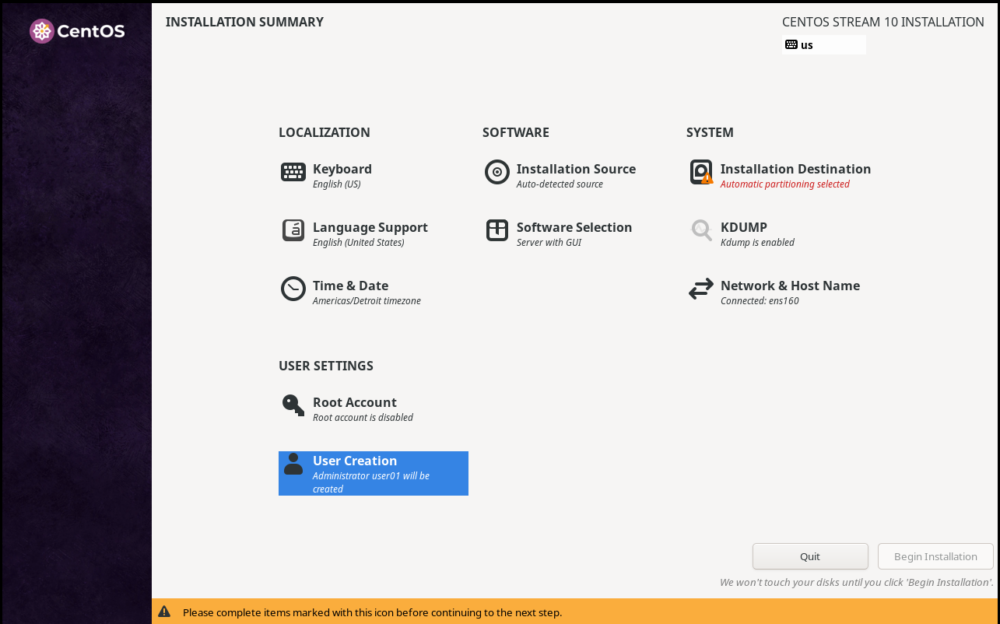 CentOS
INSTALLATION SUMMARY
CENTOS STREAM 10 INSTALLATION
us
LOCALIZATION
Keyboard
English (US)
Language Support
English (United States)
Time & Date
Americas/Detroit timezone
SOFTWARE
Installation Source
Auto-detected source
Software Selection
Server with GUI
SYSTEM
Installation Destination
Automatic partitioning selected
KDUMP
Kdump is enabled
Network & Host Name
Connected: ens160
USER SETTINGS
Root Account
Root account is disabled
User Creation
Administrator user01 will be
created
Quit
Begin Installation
We won't touch your disks until you click 'Begin Installation'.
Please complete items marked with this icon before continuing to the next step.